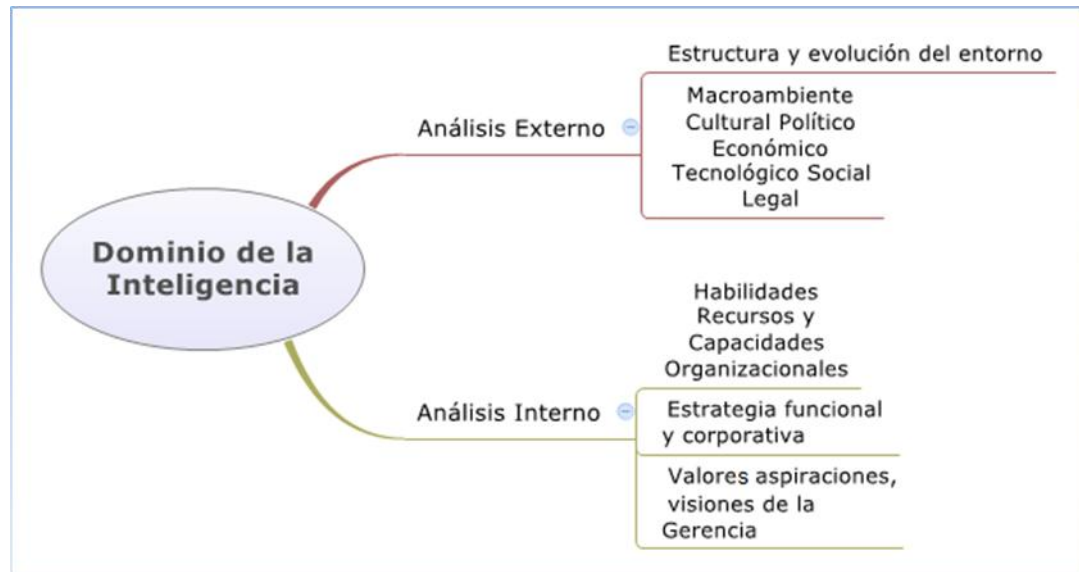 Dominio de la
Inteligencia
Análisis Externo
Estructura y evolución del entorno
Macroambiente
Cultural Político
Económico
Tecnológico Social
Legal
Análisis Interno
Habilidades
Recursos y
Capacidades
Organizacionales
Estrategia funcional
y corporativa
Valores aspiraciones,
visiones de la
Gerencia